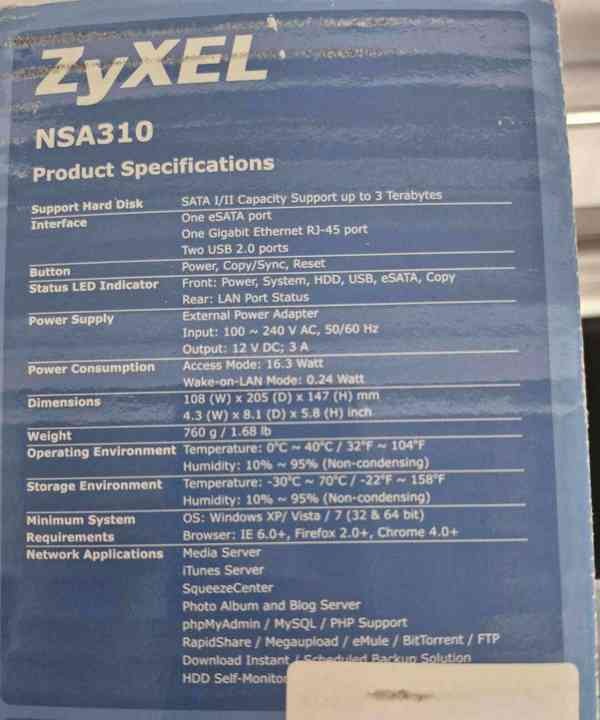 ZyXEL
NSA310
Product Specifications
Support Hard Disk SATA I/II Capacity Support up to 3 Terabytes
Interface One eSATA port
One Gigabit Ethernet RJ-45 port
Two USB 2.0 ports
Button Power, Copy/Sync, Reset
Status LED Indicator Front: Power, System, HDD, USB, eSATA, Copy
Rear: LAN Port Status
Power Supply External Power Adapter
Input: 100 ~ 240 V AC, 50/60 Hz
Output: 12 V DC; 3 A
Power Consumption Access Mode: 16.3 Watt
Wake-on-LAN Mode: 0.24 Watt
Dimensions 108 (W) x 205 (D) x 147 (H) mm
4.3 (W) x 8.1 (D) x 5.8 (H) inch
Weight 760 g / 1.68 lb
Operating Environment Temperature: 0°C ~ 40°C / 32°F ~ 104°F
Humidity: 10% ~ 95% (Non-condensing)
Storage Environment Temperature: -30°C ~ 70°C / -22°F ~ 158°F
Humidity: 10% ~ 95% (Non-condensing)
Minimum System OS: Windows XP/ Vista / 7 (32 & 64 bit)
Requirements Browser: IE 6.0+, Firefox 2.0+, Chrome 4.0+
Network Applications Media Server
iTunes Server
SqueezeCenter
Photo Album and Blog Server
phpMyAdmin / MySQL / PHP Support
RapidShare / Megaupload / eMule / BitTorrent / FTP
Download Instant / Scheduled Backup Solution
HDD Self-Monitor